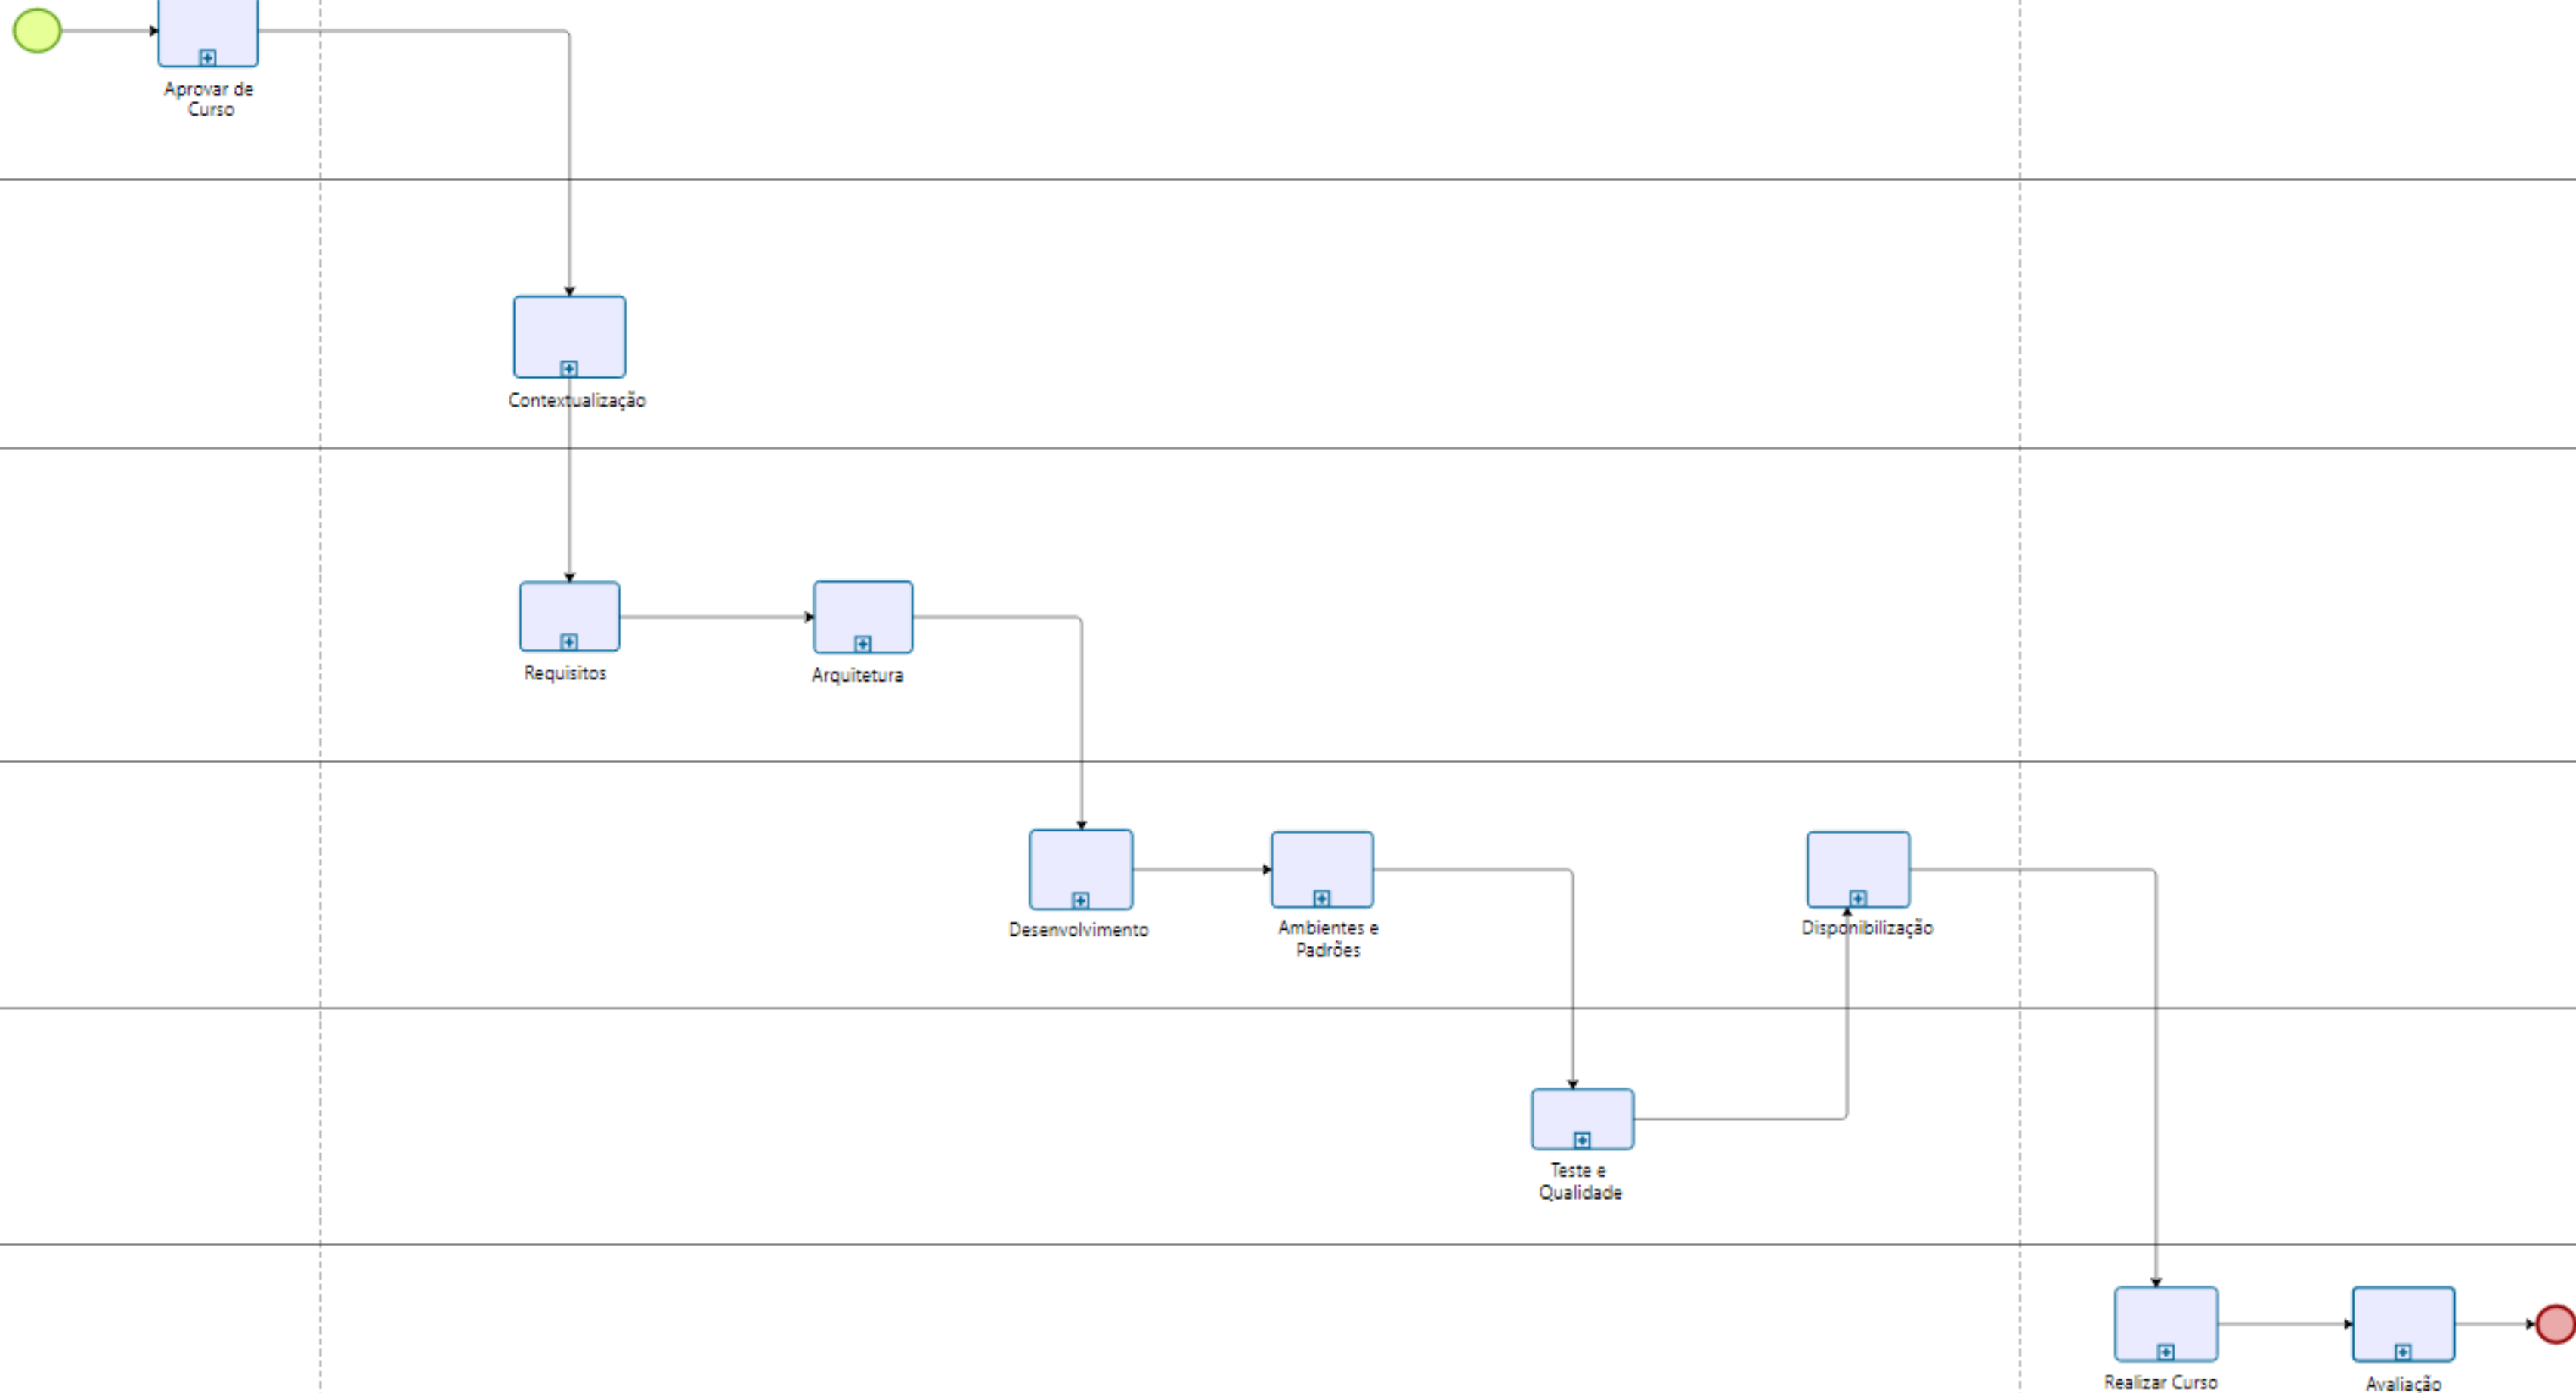 Aprovar de
Curso
Contextualização
Requisitos
Arquitetura
Desenvolvimento
Ambientes e
Padrões
Disponibilização
Teste e
Qualidade
Realizar Curso
Avaliação